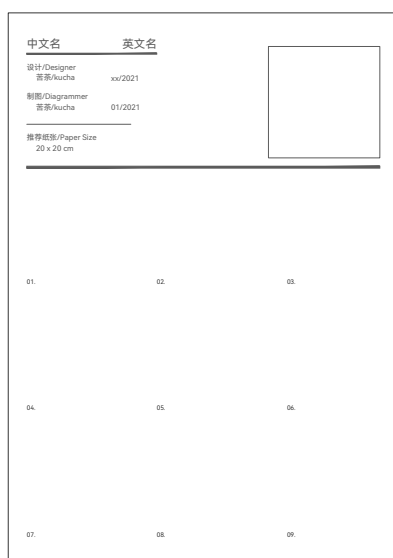 中文名 英文名
设计/Designer
苦茶/kucha xx/2021
制图/Diagrammer
苦茶/kucha 01/2021
推荐纸张/Paper Size
20 x 20 cm
01. 02. 03.
04. 05. 06.
07. 08. 09.